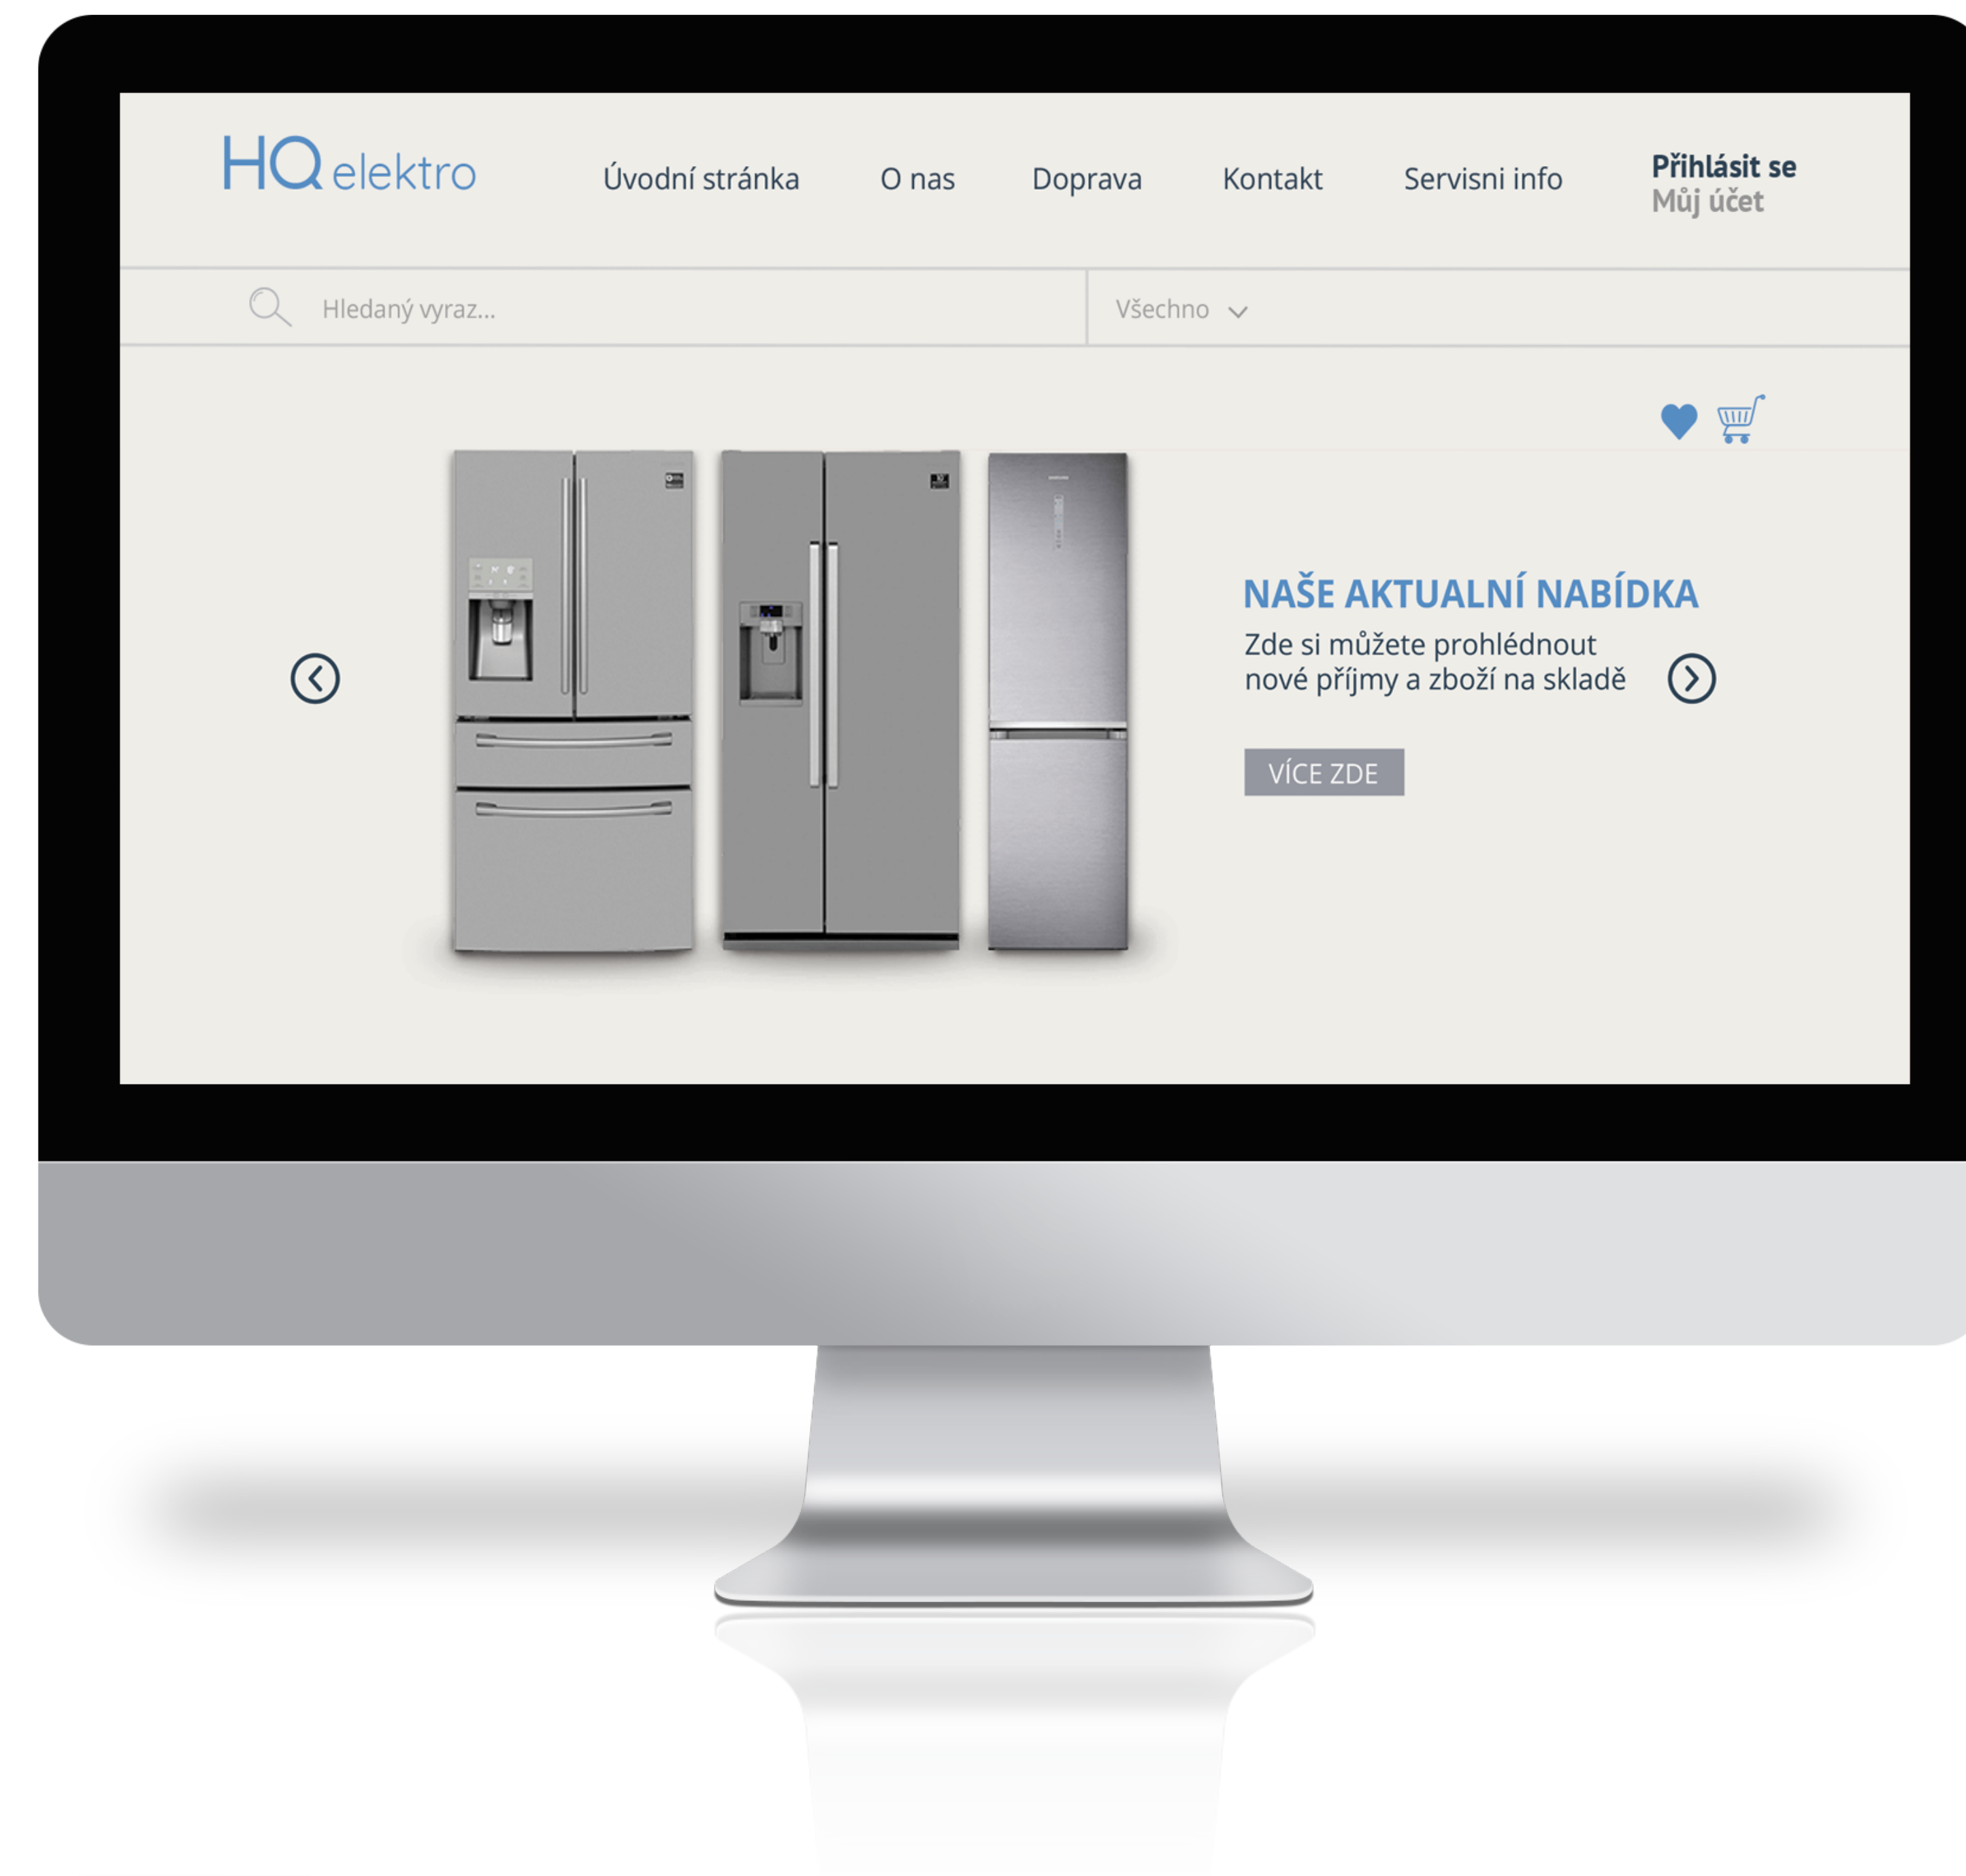 HQ elektro
Úvodní stránka
O nas
Doprava
Kontakt
Servisni info
Přihlásit se
Můj účet
Hledaný vyraz...
Všechno
SAMSUNG
NAŠE AKTUALNÍ NABÍDKA
Zde si můžete prohlédnout
nové příjmy a zboží na skladě
VÍCE ZDE